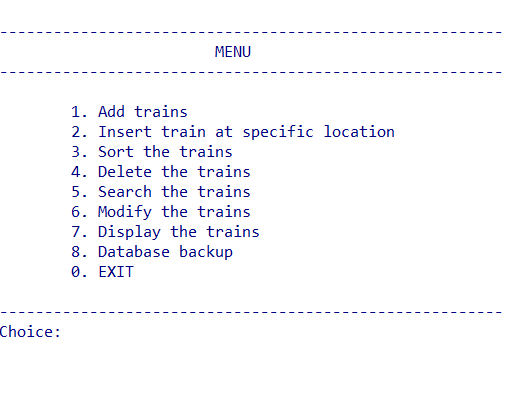 --------------------------------------------------------
MENU
--------------------------------------------------------
1. Add trains
2. Insert train at specific location
3. Sort the trains
4. Delete the trains
5. Search the trains
6. Modify the trains
7. Display the trains
8. Database backup
0. EXIT
--------------------------------------------------------
Choice: